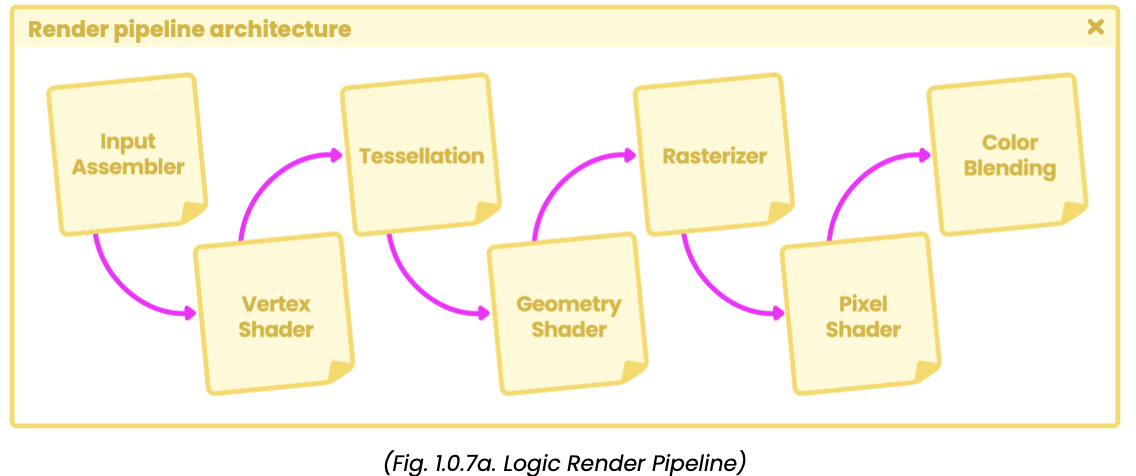 Render pipeline architecture
Input
Assembler
Vertex
Shader
Tessellation
Geometry
Shader
Rasterizer
Pixel
Shader
Color
Blending
(Fig. 1.0.7a. Logic Render Pipeline)